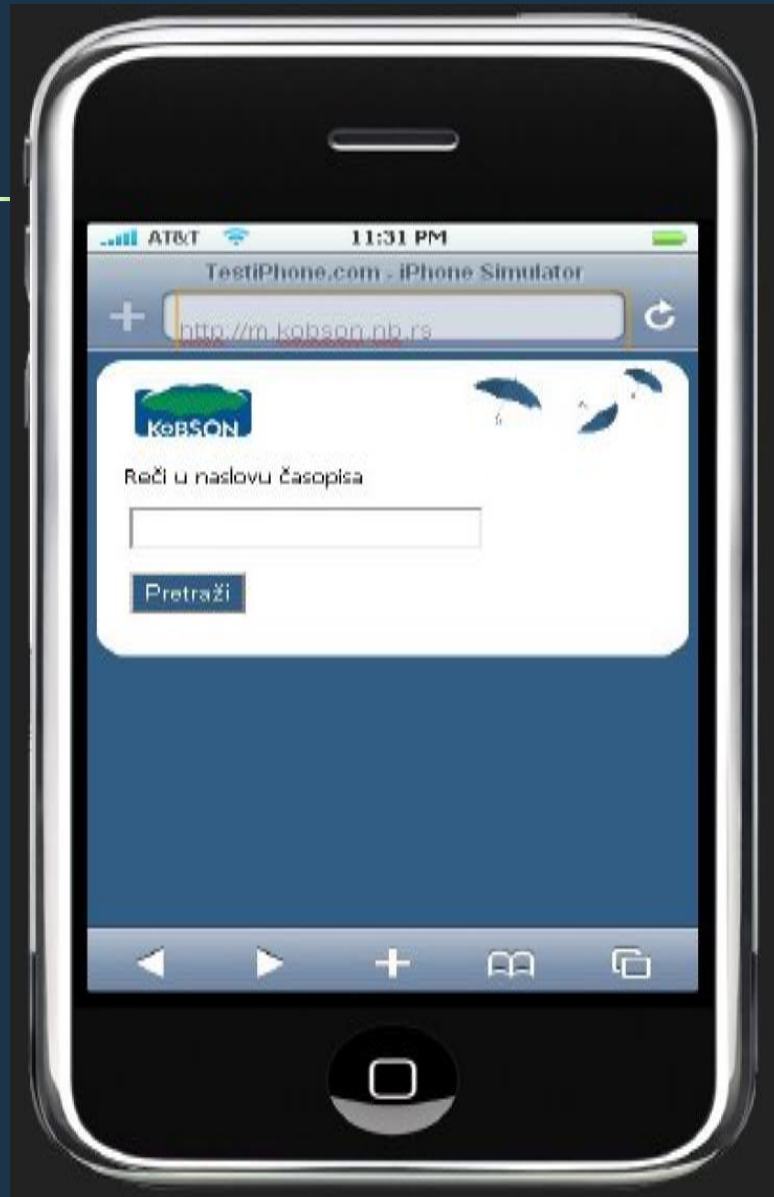 AT&T 11:31 PM
TestiPhone.com - iPhone Simulator
http://m.kobson.nb.rs
KoBSON
Reči u naslovu časopisa
Pretraži